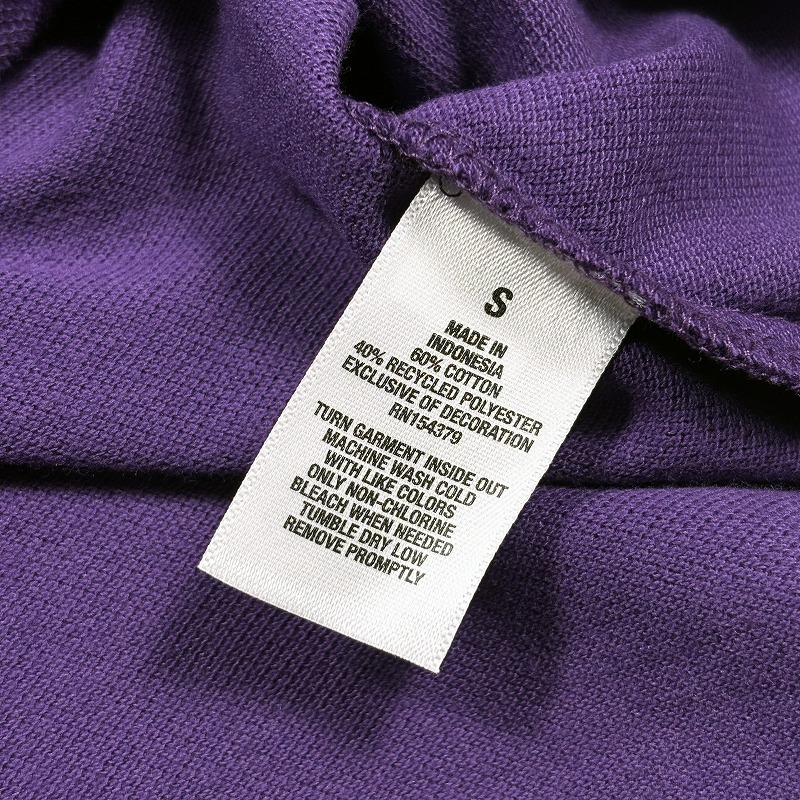 S
MADE IN
INDONESIA
60% COTTON
40% RECYCLED POLYESTER
EXCLUSIVE OF DECORATION
RN154379
TURN GARMENT INSIDE OUT
MACHINE WASH COLD
WITH LIKE COLORS
ONLY NON-CHLORINE
BLEACH WHEN NEEDED
TUMBLE DRY LOW
REMOVE PROMPTLY